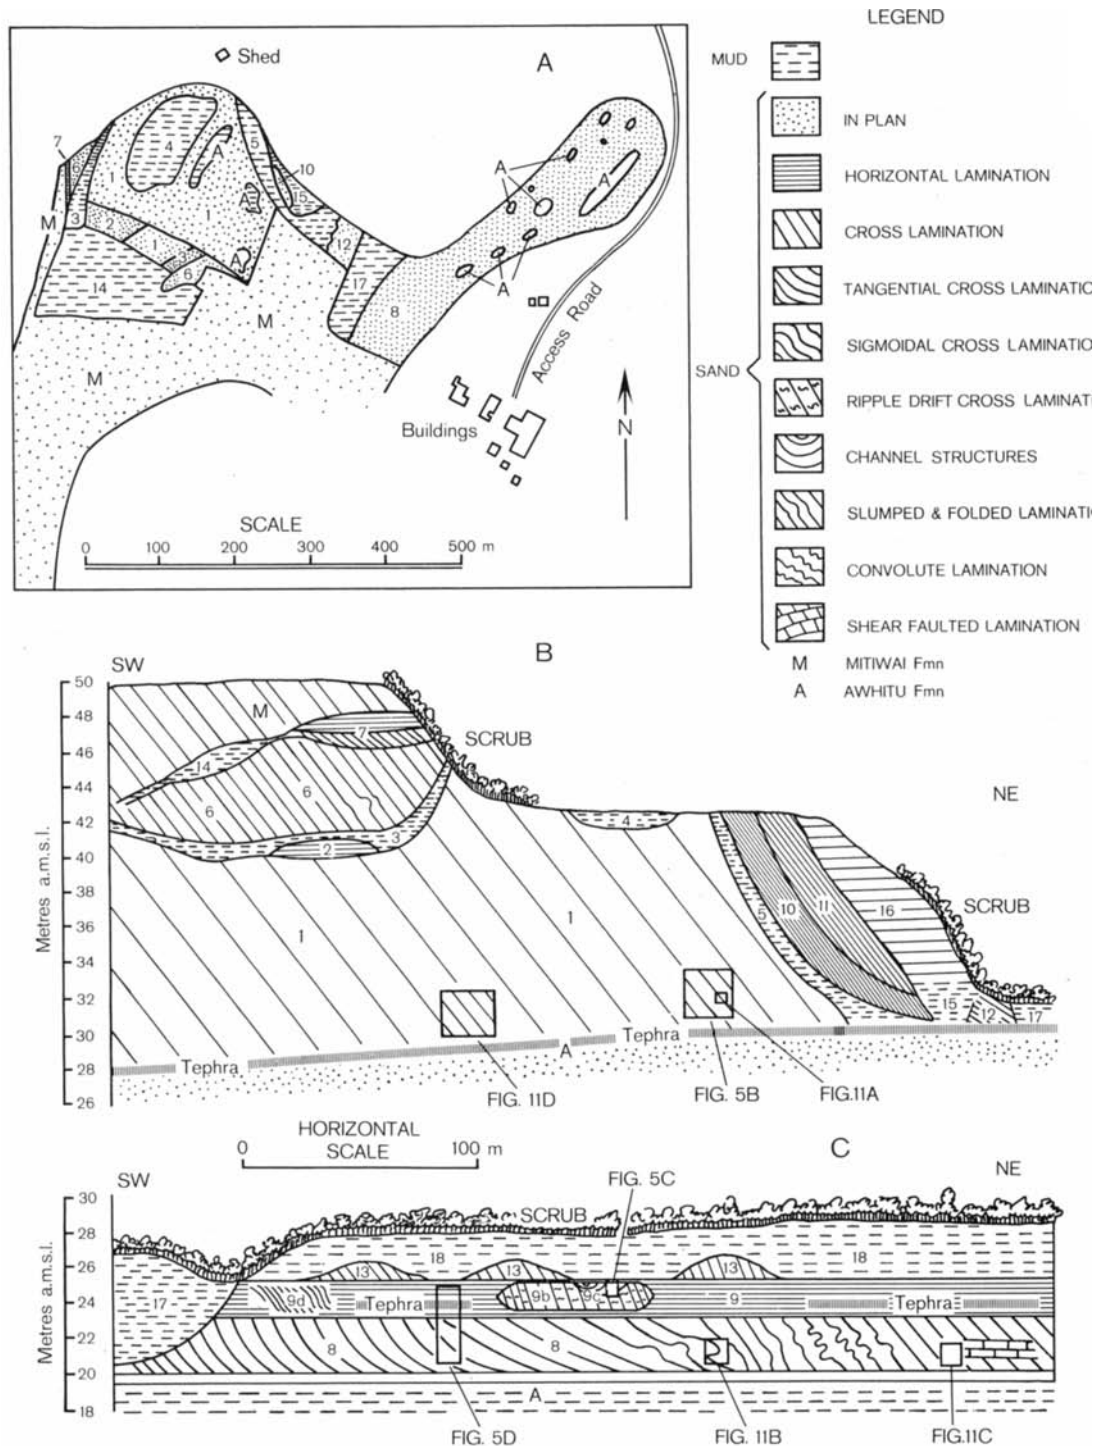 LEGEND
MUD
IN PLAN
HORIZONTAL LAMINATION
CROSS LAMINATION
TANGENTIAL CROSS LAMINATIO
SIGMOIDAL CROSS LAMINATIO
SAND
RIPPLE DRIFT CROSS LAMINAT
CHANNEL STRUCTURES
SLUMPED & FOLDED LAMINAT
CONVOLUTE LAMINATION
SHEAR FAULTED LAMINATION
M MITIWAI Fmn
A AWHITU Fmn
A
Shed
7
6
1
4
A
5
10
15
A
3
2
1
1
3
A
6
14
12
17
8
M
M
M
A
A
A
Access Road
Buildings
N
SCALE
0 100 200 300 400 500 m
B
SW
NE
50
48
46
44
42
40
38
36
34
32
30
28
26
Metres a.m.s.l.
M
7
14
6
6
3
2
4
SCRUB
1
1
5
10
11
16
SCRUB
15
12
17
Tephra
A
Tephra
FIG. 11D
FIG. 5B
FIG.11A
HORIZONTAL
SCALE
0 100 m
C
SW
NE
FIG. 5C
30
28
26
24
22
20
18
Metres a.m.s.l.
SCRUB
18
18
13
13
13
17
9d
Tephra
9b
9c
9
Tephra
8
8
A
FIG. 5D
FIG.11B
FIG.11C